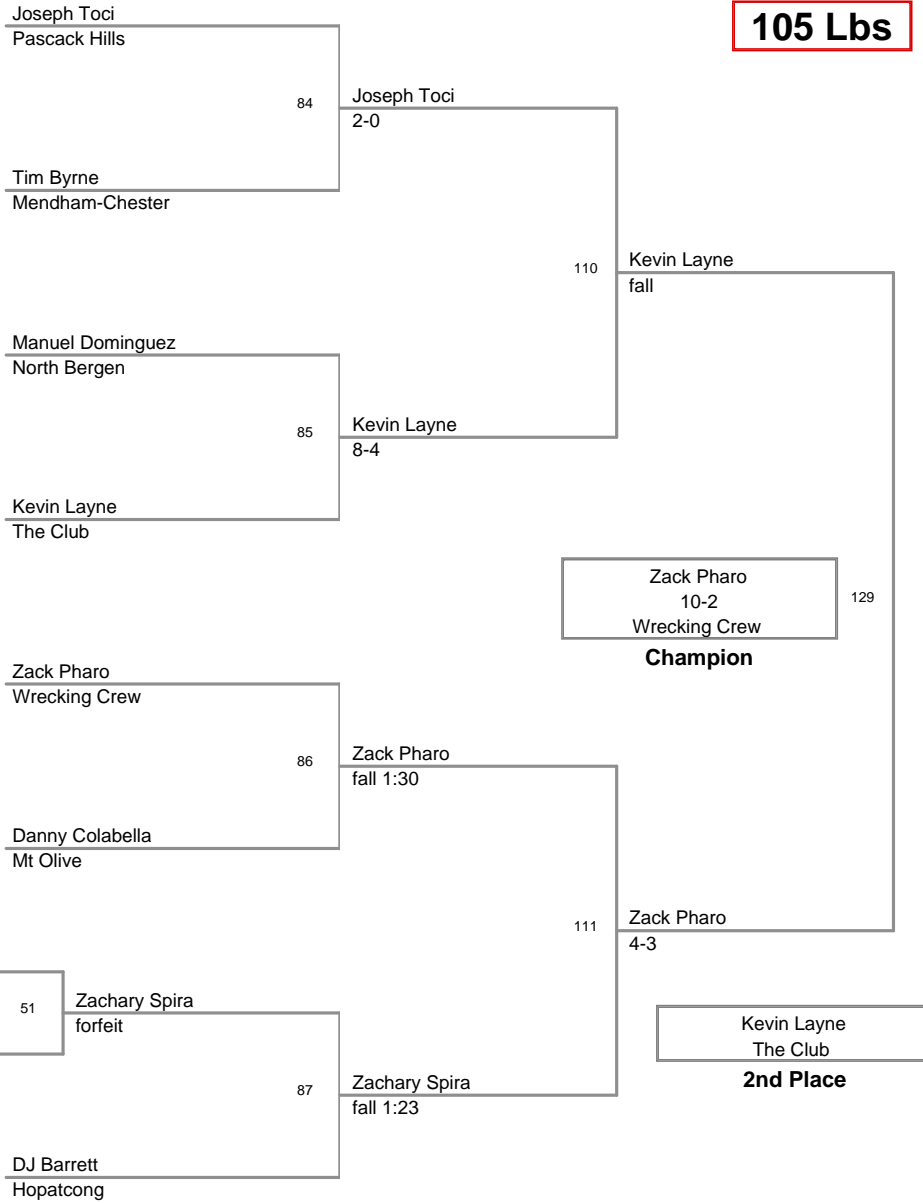 Joseph Toci
Pascack Hills
105 Lbs
84
Joseph Toci
2-0
Tim Byrne
Mendham-Chester
110
Kevin Layne
fall
Manuel Dominguez
North Bergen
85
Kevin Layne
8-4
Kevin Layne
The Club
Zack Pharo
10-2
Wrecking Crew
129
Champion
Zack Pharo
Wrecking Crew
86
Zack Pharo
fall 1:30
Danny Colabella
Mt Olive
111
Zack Pharo
4-3
51
Zachary Spira
forfeit
Kevin Layne
The Club
2nd Place
87
Zachary Spira
fall 1:23
DJ Barrett
Hopatcong